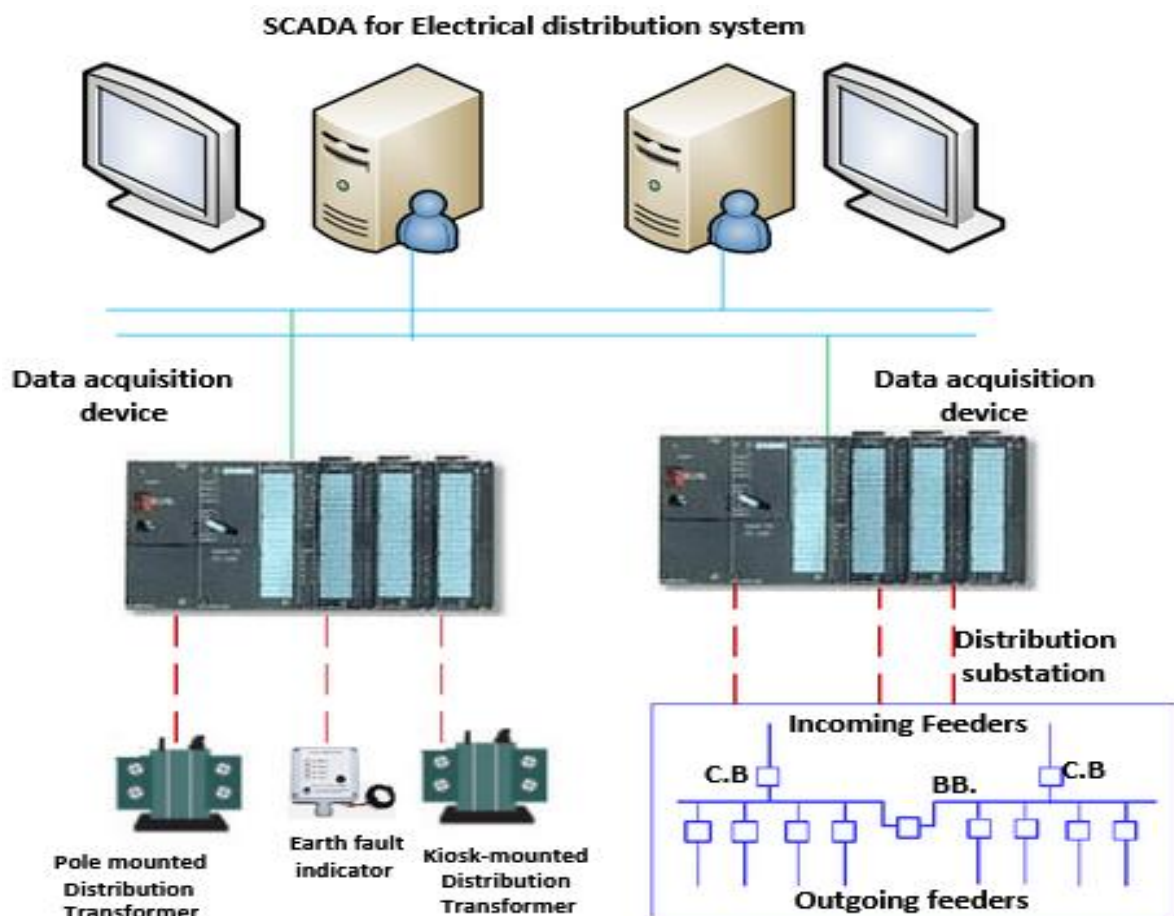 SCADA for Electrical distribution system
Data acquisition
device
Data acquisition
device
Distribution
substation
Incoming Feeders
C.B
C.B
BB.
Outgoing feeders
Pole mounted
Distribution
Transformer
Earth fault
indicator
Kiosk-mounted
Distribution
Transformer